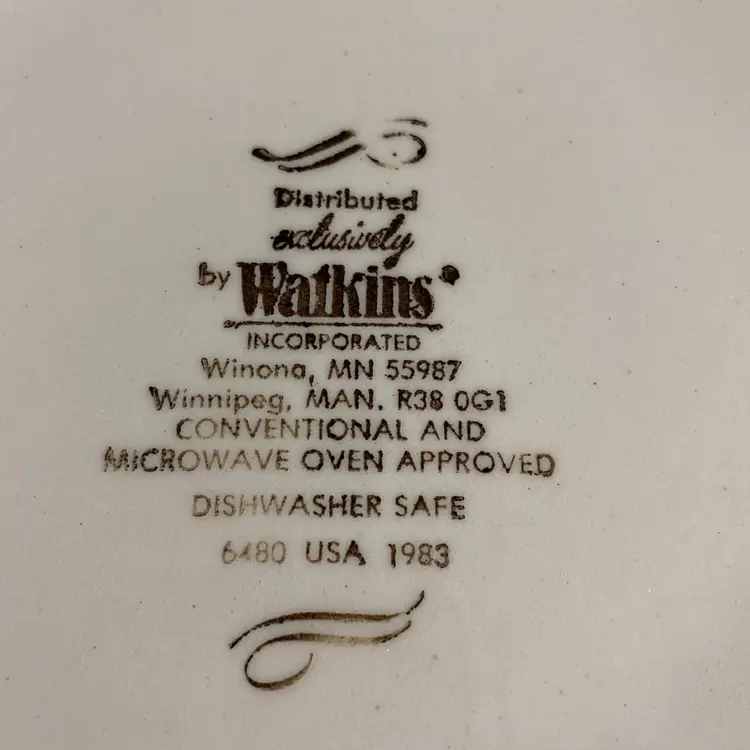 Distributed
exclusively
by Watkins®
INCORPORATED
Winona, MN 55987
Winnipeg, MAN. R38 0G1
CONVENTIONAL AND
MICROWAVE OVEN APPROVED
DISHWASHER SAFE
6480 USA 1983